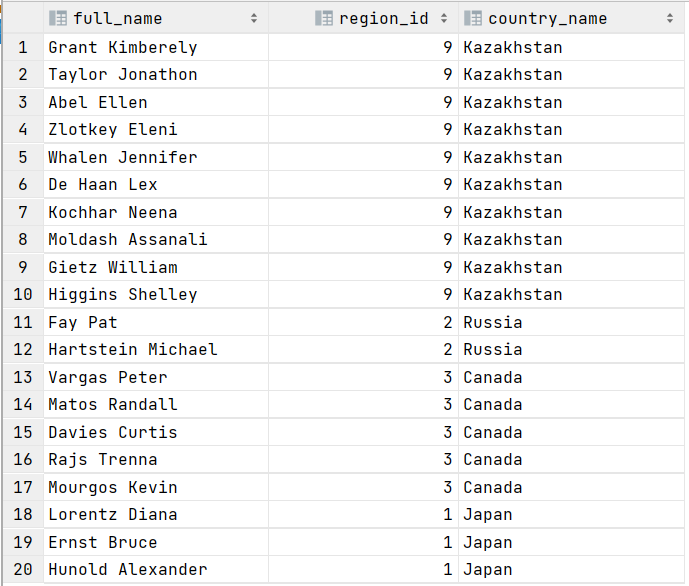 full_name region_id country_name
1 Grant Kimberely 9 Kazakhstan
2 Taylor Jonathon 9 Kazakhstan
3 Abel Ellen 9 Kazakhstan
4 Zlotkey Eleni 9 Kazakhstan
5 Whalen Jennifer 9 Kazakhstan
6 De Haan Lex 9 Kazakhstan
7 Kochhar Neena 9 Kazakhstan
8 Moldash Assanali 9 Kazakhstan
9 Gietz William 9 Kazakhstan
10 Higgins Shelley 9 Kazakhstan
11 Fay Pat 2 Russia
12 Hartstein Michael 2 Russia
13 Vargas Peter 3 Canada
14 Matos Randall 3 Canada
15 Davies Curtis 3 Canada
16 Rajs Trenna 3 Canada
17 Mourgos Kevin 3 Canada
18 Lorentz Diana 1 Japan
19 Ernst Bruce 1 Japan
20 Hunold Alexander 1 Japan